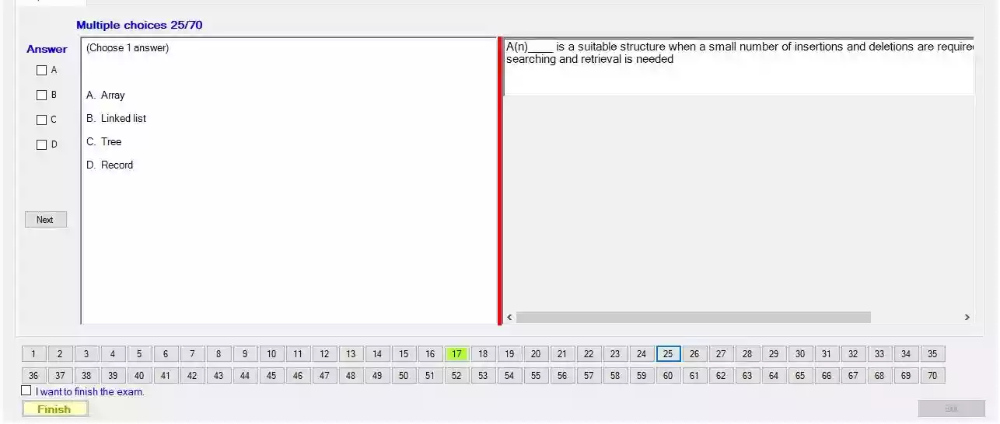 Multiple choices 25/70
Answer
(Choose 1 answer)
A
B
C
D
A. Array
B. Linked list
C. Tree
D. Record
Next
A(n)____ is a suitable structure when a small number of insertions and deletions are require
searching and retrieval is needed
1 2 3 4 5 6 7 8 9 10 11 12 13 14 15 16 17 18 19 20 21 22 23 24 25 26 27 28 29 30 31 32 33 34 35
36 37 38 39 40 41 42 43 44 45 46 47 48 49 50 51 52 53 54 55 56 57 58 59 60 61 62 63 64 65 66 67 68 69 70
I want to finish the exam.
Finish
Exit